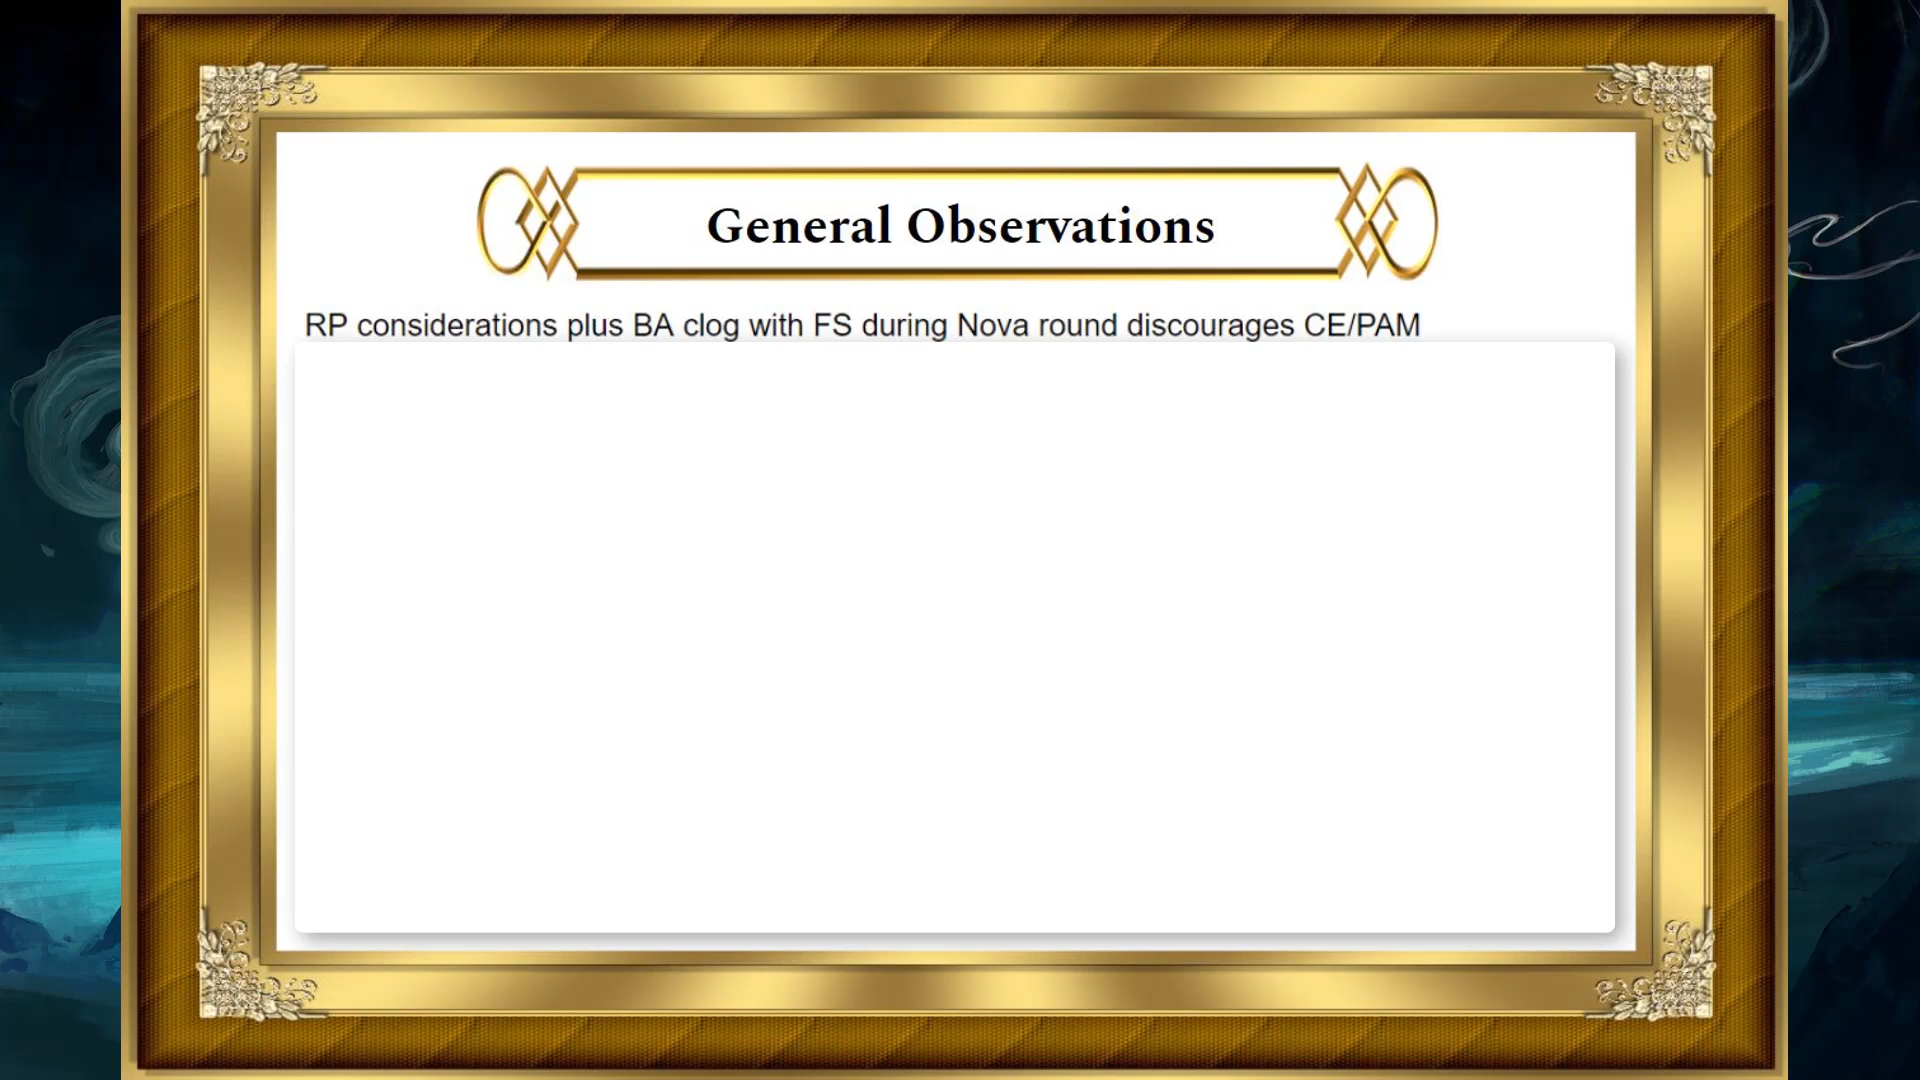 General Observations
RP considerations plus BA clog with FS during Nova round discourages CE/PAM